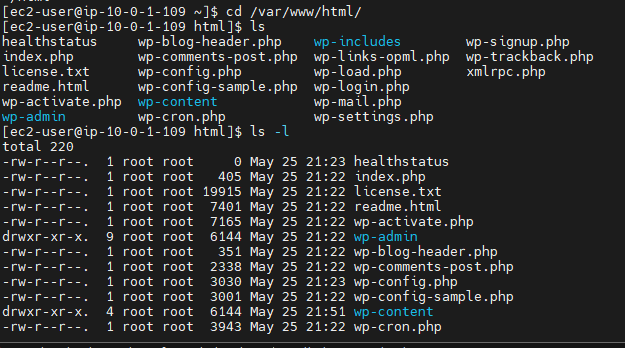 [ec2-user@ip-10-0-1-109 ~]$ cd /var/www/html/
[ec2-user@ip-10-0-1-109 html]$ ls
healthstatus wp-blog-header.php wp-includes wp-signup.php
index.php wp-comments-post.php wp-links-opml.php wp-trackback.php
license.txt wp-config.php wp-load.php xmlrpc.php
readme.html wp-config-sample.php wp-login.php
wp-activate.php wp-content wp-mail.php
wp-admin wp-cron.php wp-settings.php
[ec2-user@ip-10-0-1-109 html]$ ls -l
total 220
-rw-r--r--. 1 root root 0 May 25 21:23 healthstatus
-rw-r--r--. 1 root root 405 May 25 21:22 index.php
-rw-r--r--. 1 root root 19915 May 25 21:22 license.txt
-rw-r--r--. 1 root root 7401 May 25 21:22 readme.html
-rw-r--r--. 1 root root 7165 May 25 21:22 wp-activate.php
drwxr-xr-x. 9 root root 6144 May 25 21:22 wp-admin
-rw-r--r--. 1 root root 351 May 25 21:22 wp-blog-header.php
-rw-r--r--. 1 root root 2338 May 25 21:22 wp-comments-post.php
-rw-r--r--. 1 root root 3030 May 25 21:23 wp-config.php
-rw-r--r--. 1 root root 3001 May 25 21:22 wp-config-sample.php
drwxr-xr-x. 4 root root 6144 May 25 21:51 wp-content
-rw-r--r--. 1 root root 3943 May 25 21:22 wp-cron.php